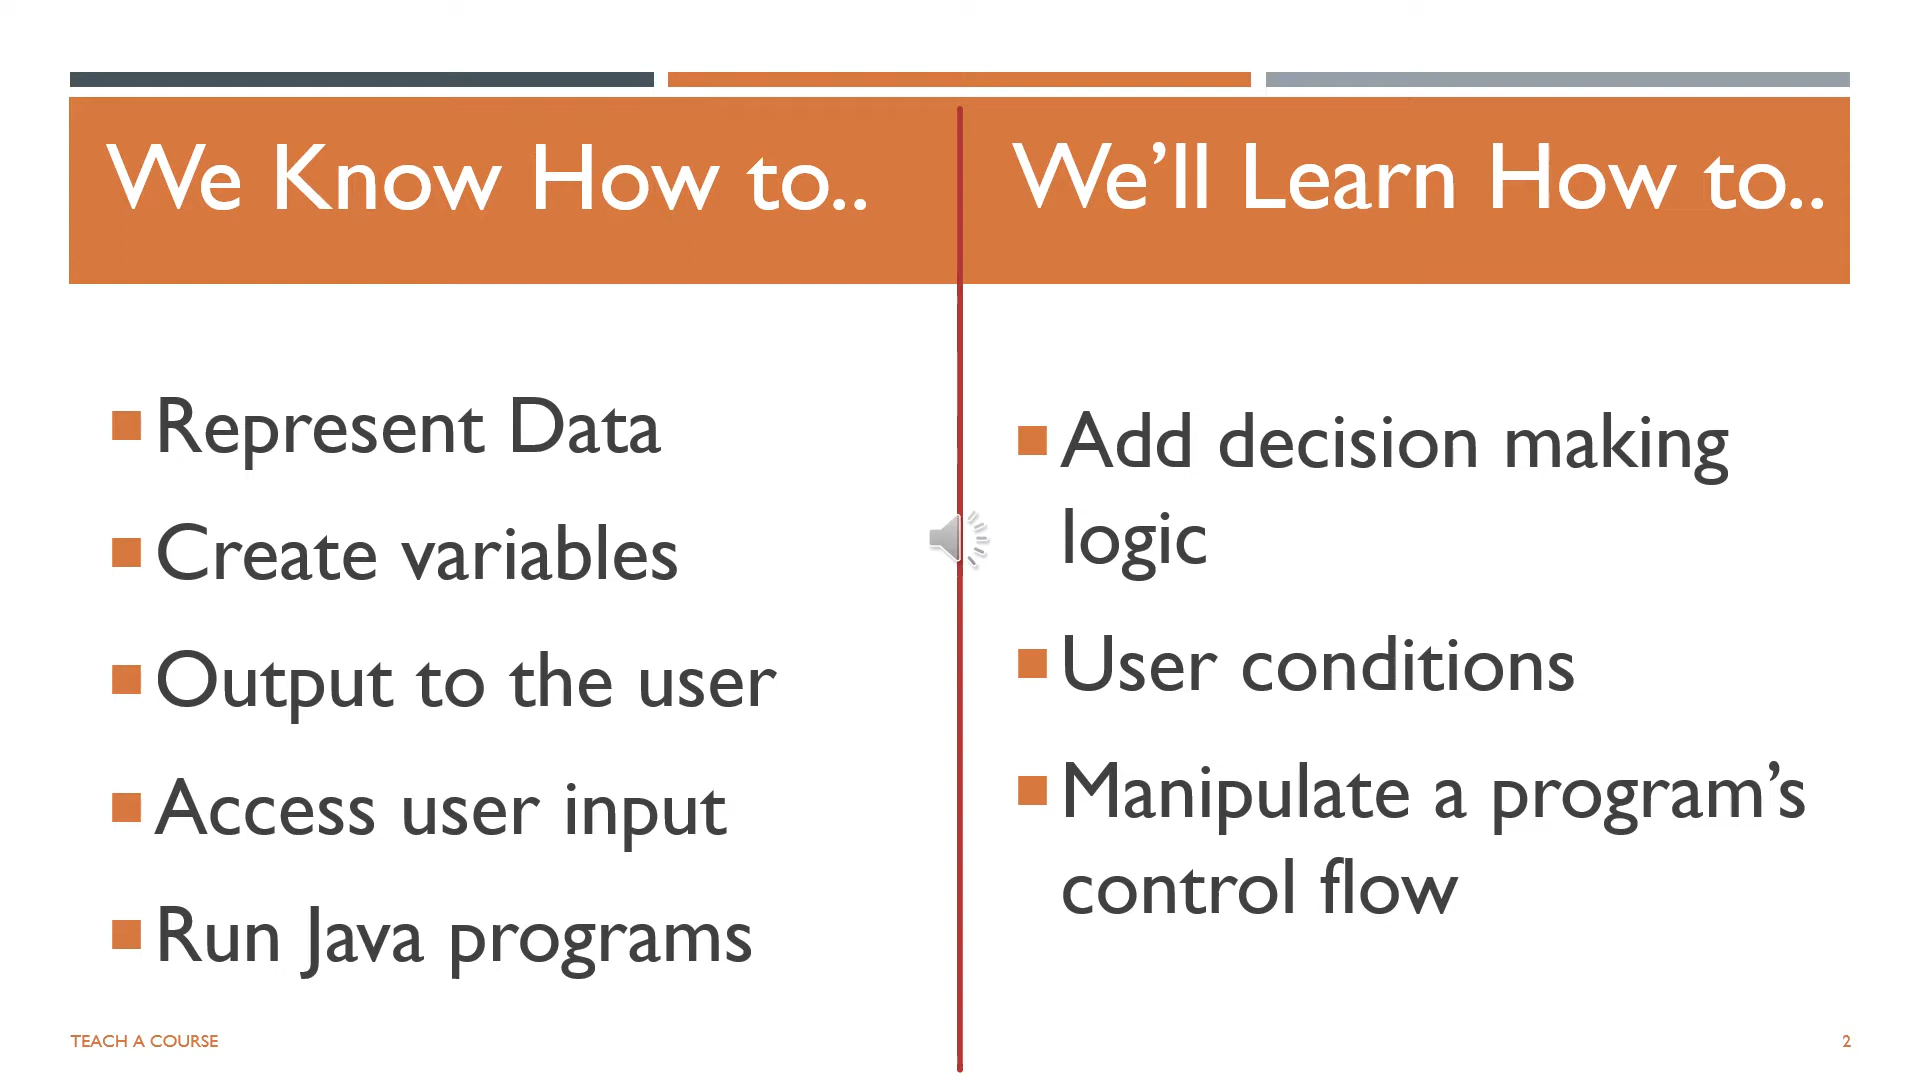 We Know How to..
Represent Data
Create variables
Output to the user
Access user input
Run Java programs
We’ll Learn How to..
Add decision making
logic
User conditions
Manipulate a program’s
control flow
TEACH A COURSE
2